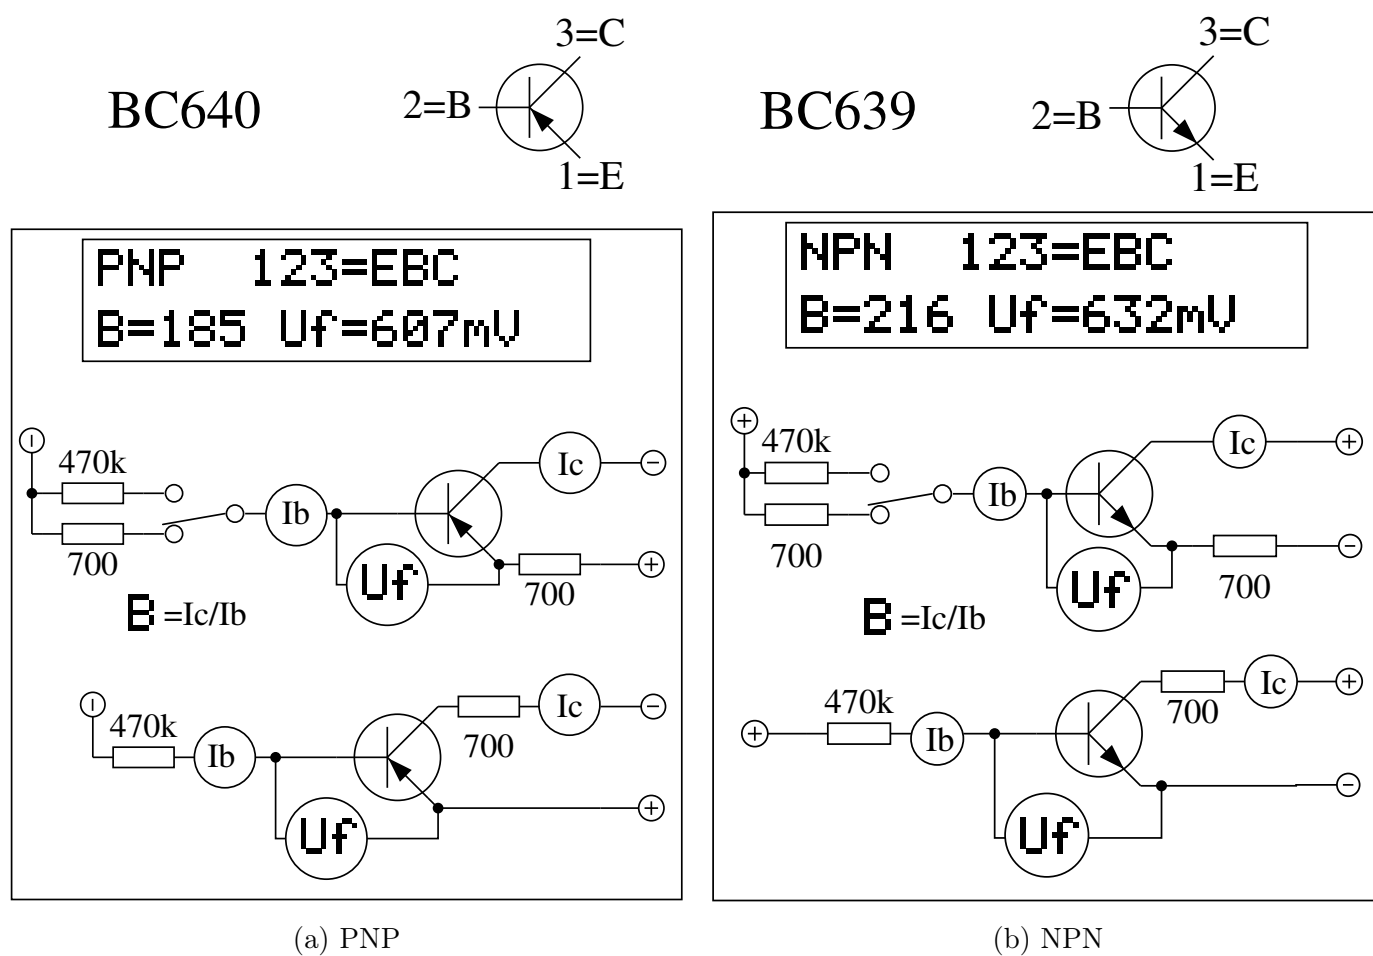 BC640
3=C
2=B
1=E
PNP 123=EBC
B=185 Uf=607mV
470k
700
Ib
Ic
Uf
700
B =Ic/Ib
470k
Ib
700
Ic
Uf
(a) PNP
BC639
3=C
2=B
1=E
NPN 123=EBC
B=216 Uf=632mV
470k
700
Ib
Ic
Uf
700
B =Ic/Ib
470k
Ib
700
Ic
Uf
(b) NPN